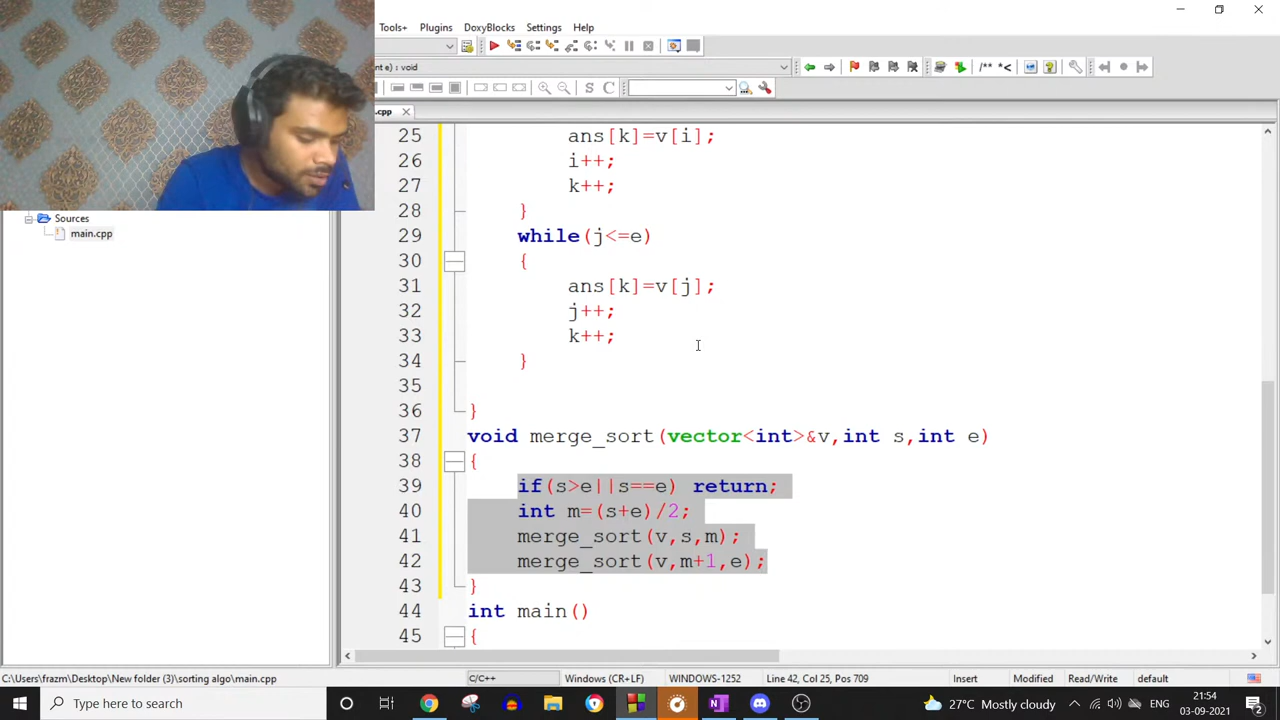 Tools+ Plugins DoxyBlocks Settings Help
nt e) : void
/** *<
S C
.cpp
25 ans[k]=v[i];
26 i++;
27 k++;
28 }
29 while(j<=e)
30 {
31 ans[k]=v[j];
32 j++;
33 k++;
34 }
35
36 }
37 void merge_sort(vector<int>&v,int s,int e)
38 {
39 if(s>e||s==e) return;
40 int m=(s+e)/2;
41 merge_sort(v,s,m);
42 merge_sort(v,m+1,e);
43 }
44 int main()
45 {
Sources
main.cpp
C:\Users\frazm\Desktop\New folder (3)\sorting algo\main.cpp C/C++ Windows (CR+LF) WINDOWS-1252 Line 42, Col 25, Pos 709 Insert Modified Read/Write default
Type here to search
27°C Mostly cloudy
ENG
21:54
03-09-2021